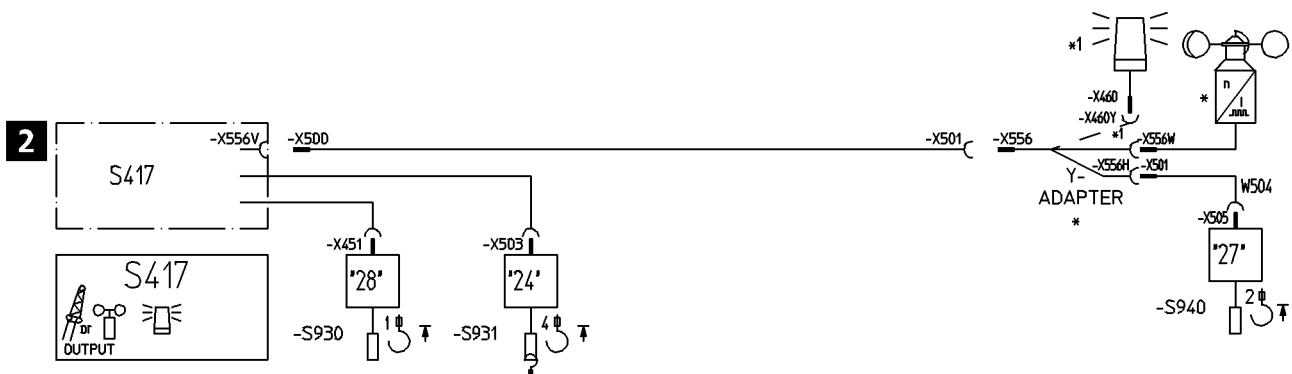 *1
n
I
*
-X460
-X460Y
*1
2
-X556V
-X500
-X501
-X556
-X556W
S417
-X556H
-X501
Y-
ADAPTER
*
W504
-X451
-X503
-X505
S417
DF
OUTPUT
"28"
"24"
"27"
-S930
1
-S931
4
-S940
2